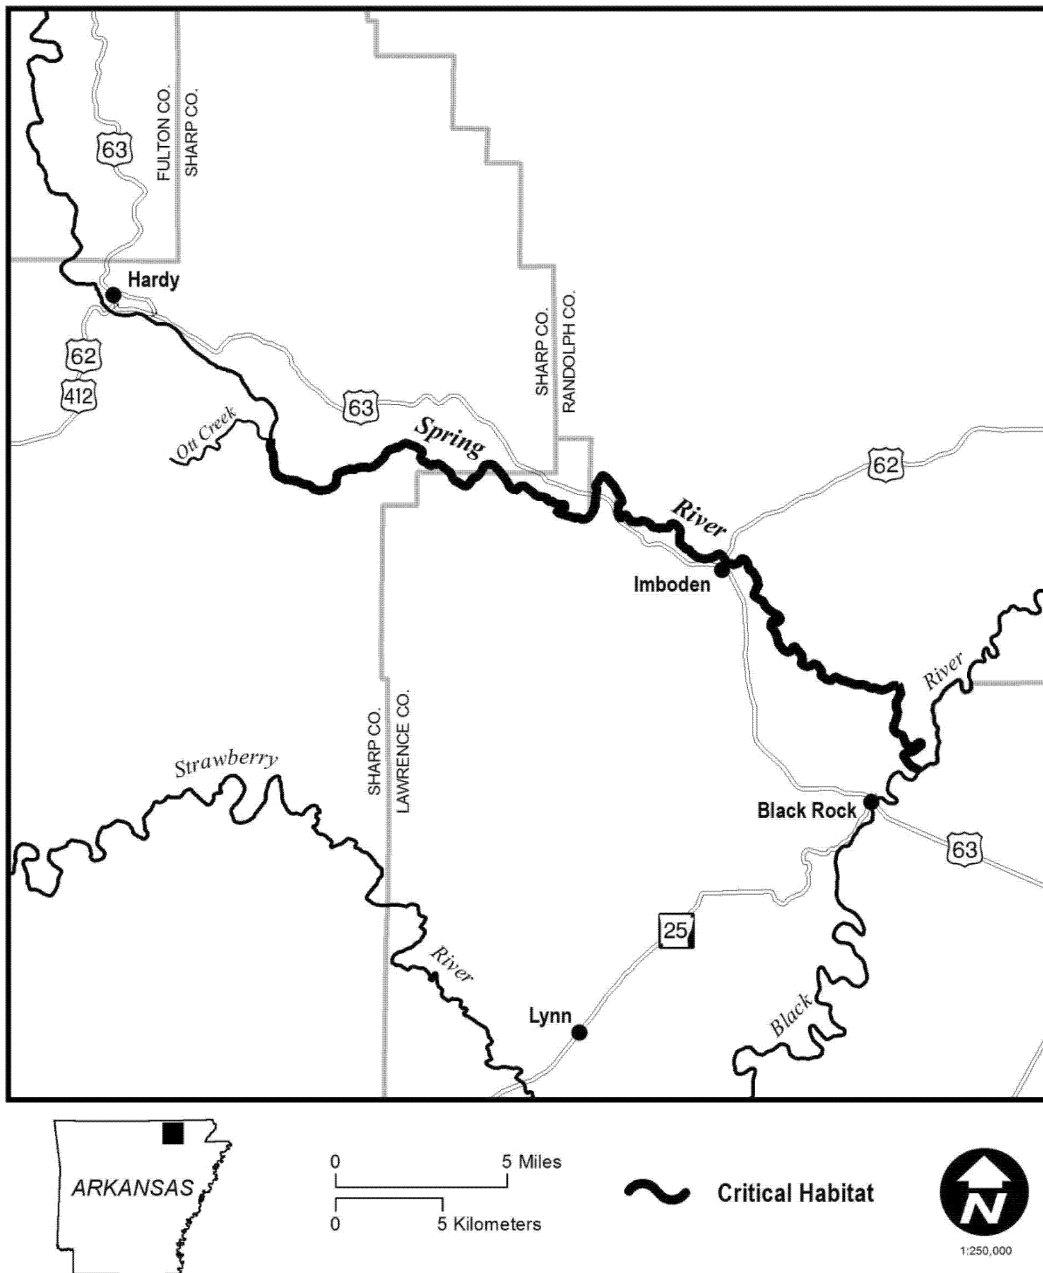 FULTON CO.
SHARP CO.
63
Hardy
62
412
63
Ott Creek
Spring
River
SHARP CO.
RANDOLPH CO.
62
Imboden
River
SHARP CO.
LAWRENCE CO.
Strawberry
River
Black Rock
63
25
Lynn
Black
ARKANSAS
0 5 Miles
0 5 Kilometers
Critical Habitat
N
1:250,000